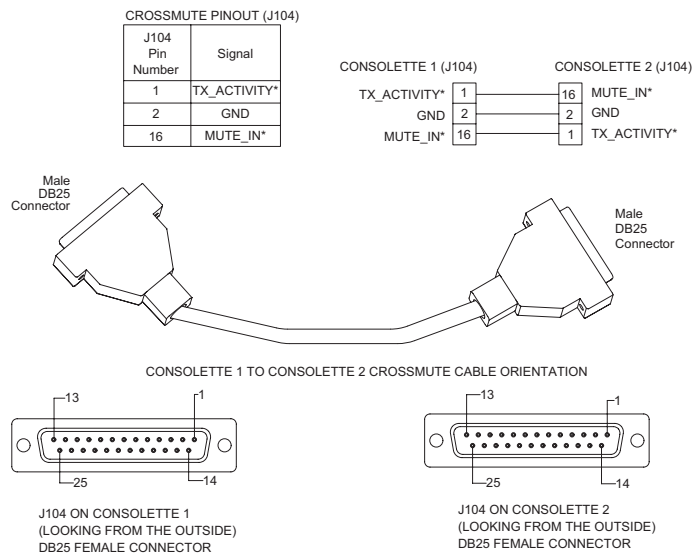 CROSSMUTE PINOUT (J104)
J104
Pin
Number
Signal
1
TX_ACTIVITY*
2
GND
16
MUTE_IN*
CONSOLETTE 1 (J104)
CONSOLETTE 2 (J104)
TX_ACTIVITY* 1 16 MUTE_IN*
GND 2 2 GND
MUTE_IN* 16 1 TX_ACTIVITY*
Male
DB25
Connector
Male
DB25
Connector
CONSOLETTE 1 TO CONSOLETTE 2 CROSSMUTE CABLE ORIENTATION
13
1
25
14
J104 ON CONSOLETTE 1
(LOOKING FROM THE OUTSIDE)
DB25 FEMALE CONNECTOR
13
1
25
14
J104 ON CONSOLETTE 2
(LOOKING FROM THE OUTSIDE)
DB25 FEMALE CONNECTOR